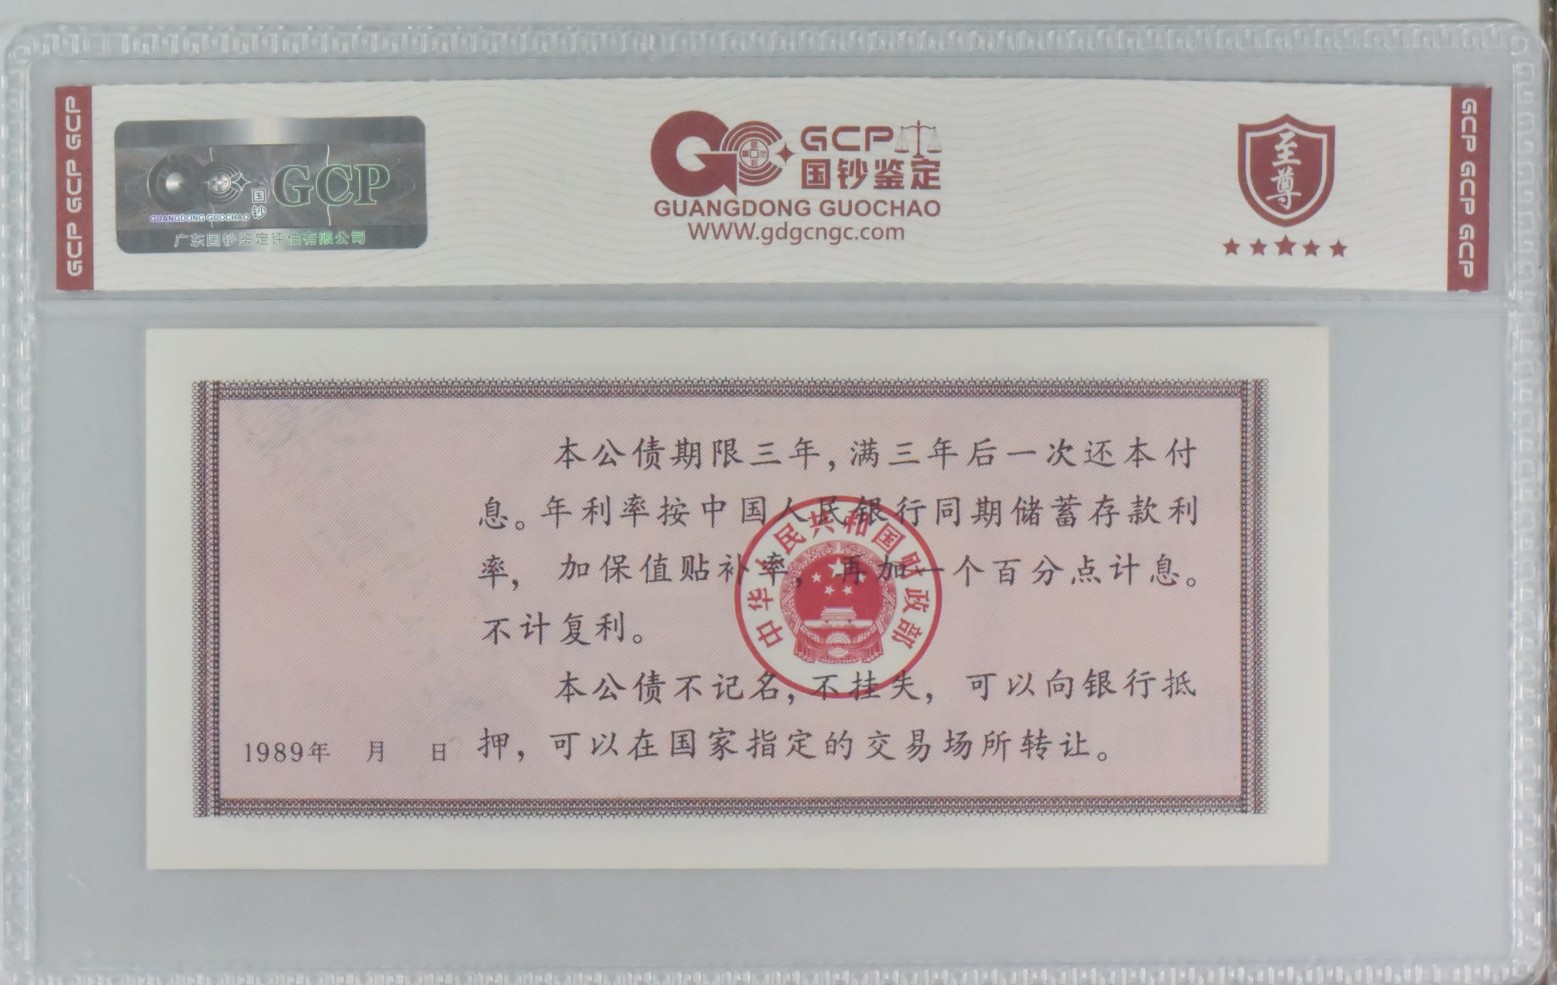 GCP GCP GCP
国钞
GCP
GUANGDONG GUOCHAO
广东国钞鉴定评估有限公司
GCP
国钞鉴定
GUANGDONG GUOCHAO
WWW.gdgcngc.com
至尊
GCP GCP GCP
本公债期限三年,满三年后一次还本付
息。年利率按中国人民银行同期储蓄存款利
率,加保值贴补率,再加一个百分点计息。
不计复利。
本公债不记名,不挂失,可以向银行抵
押,可以在国家指定的交易场所转让。
1989年 月 日
中华人民共和国财政部